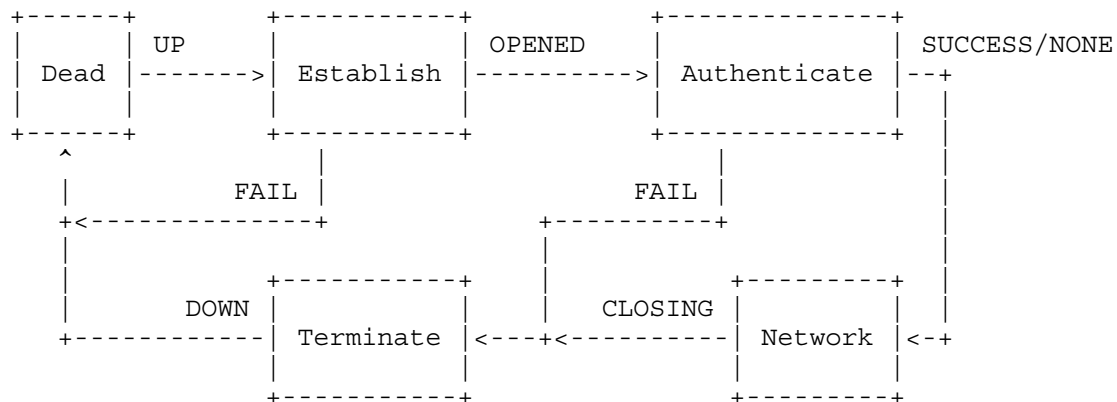 UP OPENED SUCCESS/NONE
Dead Establish Authenticate
FAIL FAIL
DOWN CLOSING
Terminate Network